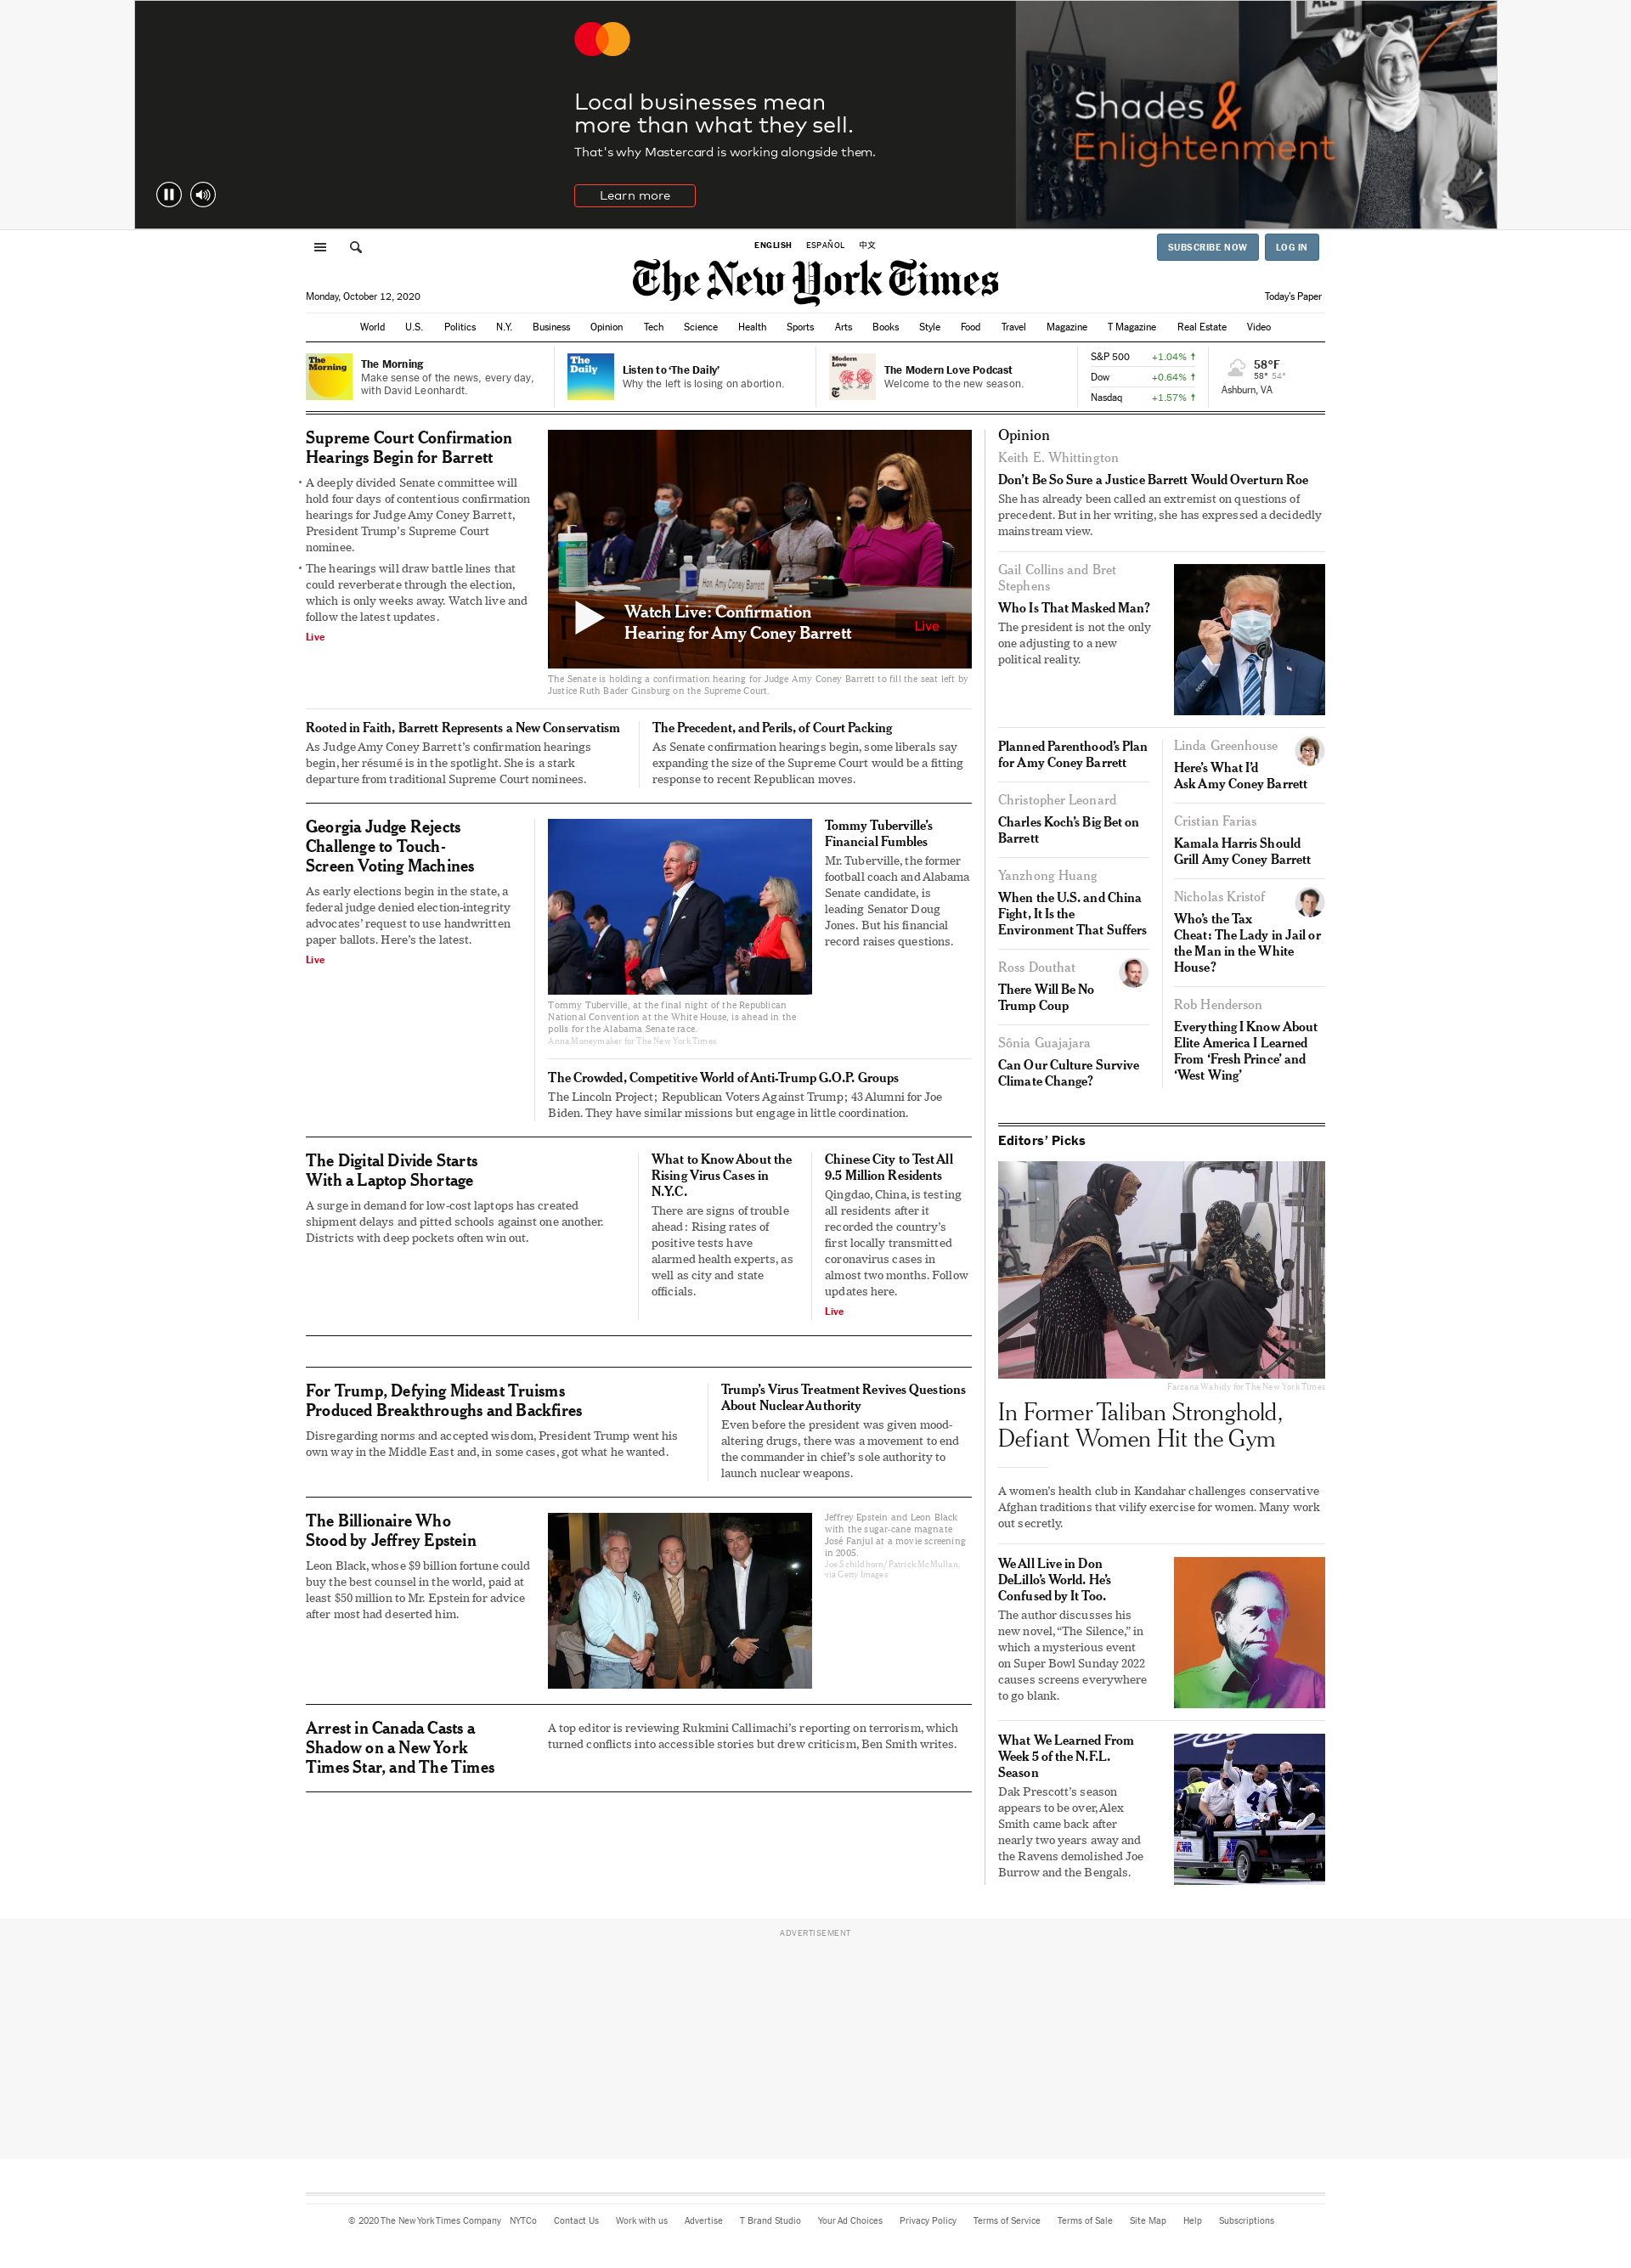 ALL
Local businesses mean
more than what they sell.
That's why Mastercard is working alongside them.
Learn more
Shades &
Enlightenment
ENGLISH ESPAÑOL 中文
SUBSCRIBE NOW LOG IN
The New York Times
Monday, October 12, 2020
Today's Paper
World U.S. Politics N.Y. Business Opinion Tech Science Health Sports Arts Books Style Food Travel Magazine T Magazine Real Estate Video
The Morning
The Morning
Make sense of the news, every day,
with David Leonhardt.
The Daily
Listen to ‘The Daily’
Why the left is losing on abortion.
Modern Love
The Modern Love Podcast
Welcome to the new season.
S&P 500 +1.04% ↑
Dow +0.64% ↑
Nasdaq +1.57% ↑
58°F
58° 54°
Ashburn, VA
Supreme Court Confirmation
Hearings Begin for Barrett
• A deeply divided Senate committee will
hold four days of contentious confirmation
hearings for Judge Amy Coney Barrett,
President Trump’s Supreme Court
nominee.
• The hearings will draw battle lines that
could reverberate through the election,
which is only weeks away. Watch live and
follow the latest updates.
Live
Hon. Amy Coney Barrett
Watch Live: Confirmation
Hearing for Amy Coney Barrett
Live
The Senate is holding a confirmation hearing for Judge Amy Coney Barrett to fill the seat left by
Justice Ruth Bader Ginsburg on the Supreme Court.
Rooted in Faith, Barrett Represents a New Conservatism
As Judge Amy Coney Barrett’s confirmation hearings
begin, her résumé is in the spotlight. She is a stark
departure from traditional Supreme Court nominees.
The Precedent, and Perils, of Court Packing
As Senate confirmation hearings begin, some liberals say
expanding the size of the Supreme Court would be a fitting
response to recent Republican moves.
Georgia Judge Rejects
Challenge to Touch-
Screen Voting Machines
As early elections begin in the state, a
federal judge denied election-integrity
advocates’ request to use handwritten
paper ballots. Here’s the latest.
Live
Tommy Tuberville, at the final night of the Republican
National Convention at the White House, is ahead in the
polls for the Alabama Senate race.
Anna Moneymaker for The New York Times
Tommy Tuberville’s
Financial Fumbles
Mr. Tuberville, the former
football coach and Alabama
Senate candidate, is
leading Senator Doug
Jones. But his financial
record raises questions.
The Crowded, Competitive World of Anti-Trump G.O.P. Groups
The Lincoln Project; Republican Voters Against Trump; 43 Alumni for Joe
Biden. They have similar missions but engage in little coordination.
The Digital Divide Starts
With a Laptop Shortage
A surge in demand for low-cost laptops has created
shipment delays and pitted schools against one another.
Districts with deep pockets often win out.
What to Know About the
Rising Virus Cases in
N.Y.C.
There are signs of trouble
ahead: Rising rates of
positive tests have
alarmed health experts, as
well as city and state
officials.
Chinese City to Test All
9.5 Million Residents
Qingdao, China, is testing
all residents after it
recorded the country’s
first locally transmitted
coronavirus cases in
almost two months. Follow
updates here.
Live
For Trump, Defying Mideast Truisms
Produced Breakthroughs and Backfires
Disregarding norms and accepted wisdom, President Trump went his
own way in the Middle East and, in some cases, got what he wanted.
Trump’s Virus Treatment Revives Questions
About Nuclear Authority
Even before the president was given mood-
altering drugs, there was a movement to end
the commander in chief’s sole authority to
launch nuclear weapons.
The Billionaire Who
Stood by Jeffrey Epstein
Leon Black, whose $9 billion fortune could
buy the best counsel in the world, paid at
least $50 million to Mr. Epstein for advice
after most had deserted him.
Jeffrey Epstein and Leon Black
with the sugar-cane magnate
José Fanjul at a movie screening
in 2005.
Joe Schildhorn/Patrick McMullan,
via Getty Images
Arrest in Canada Casts a
Shadow on a New York
Times Star, and The Times
A top editor is reviewing Rukmini Callimachi’s reporting on terrorism, which
turned conflicts into accessible stories but drew criticism, Ben Smith writes.
Opinion
Keith E. Whittington
Don’t Be So Sure a Justice Barrett Would Overturn Roe
She has already been called an extremist on questions of
precedent. But in her writing, she has expressed a decidedly
mainstream view.
Gail Collins and Bret
Stephens
Who Is That Masked Man?
The president is not the only
one adjusting to a new
political reality.
Planned Parenthood’s Plan
for Amy Coney Barrett
Christopher Leonard
Charles Koch’s Big Bet on
Barrett
Yanzhong Huang
When the U.S. and China
Fight, It Is the
Environment That Suffers
Ross Douthat
There Will Be No
Trump Coup
Sônia Guajajara
Can Our Culture Survive
Climate Change?
Linda Greenhouse
Here’s What I’d
Ask Amy Coney Barrett
Cristian Farias
Kamala Harris Should
Grill Amy Coney Barrett
Nicholas Kristof
Who’s the Tax
Cheat: The Lady in Jail or
the Man in the White
House?
Rob Henderson
Everything I Know About
Elite America I Learned
From ‘Fresh Prince’ and
‘West Wing’
Editors’ Picks
Farzana Wahidy for The New York Times
In Former Taliban Stronghold,
Defiant Women Hit the Gym
A women’s health club in Kandahar challenges conservative
Afghan traditions that vilify exercise for women. Many work
out secretly.
We All Live in Don
DeLillo’s World. He’s
Confused by It Too.
The author discusses his
new novel, “The Silence,” in
which a mysterious event
on Super Bowl Sunday 2022
causes screens everywhere
to go blank.
What We Learned From
Week 5 of the N.F.L.
Season
Dak Prescott’s season
appears to be over, Alex
Smith came back after
nearly two years away and
the Ravens demolished Joe
Burrow and the Bengals.
4
ADVERTISEMENT
© 2020 The New York Times Company NYTCo Contact Us Work with us Advertise T Brand Studio Your Ad Choices Privacy Policy Terms of Service Terms of Sale Site Map Help Subscriptions